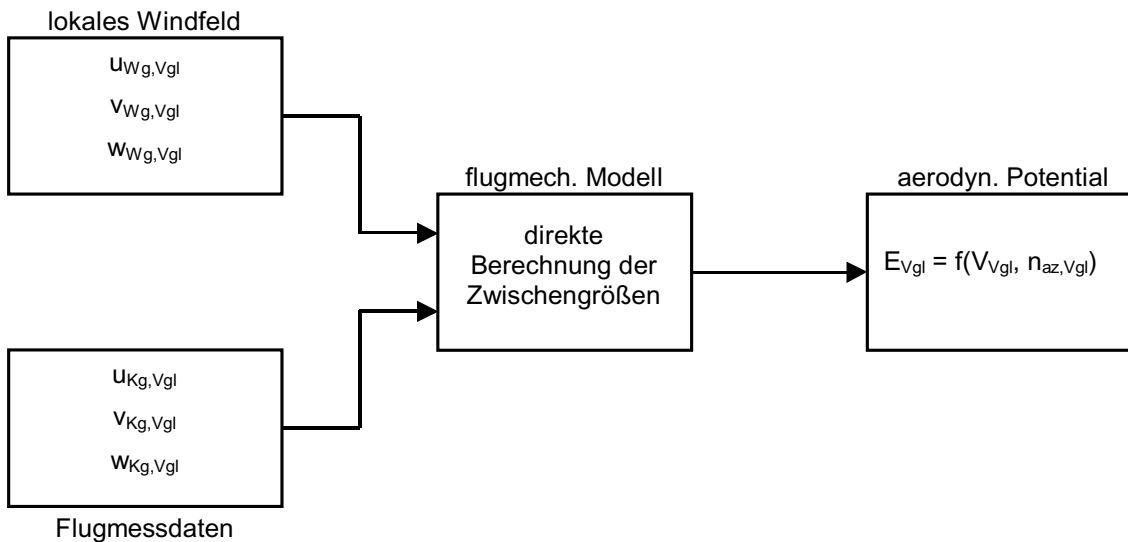 lokales Windfeld
uWg,Vgl
vWg,Vgl
wWg,Vgl
flugmech. Modell
direkte
Berechnung der
Zwischengrößen
aerodyn. Potential
EVgl = f(VVgl, naz,Vgl)
uKg,Vgl
vKg,Vgl
wKg,Vgl
Flugmessdaten